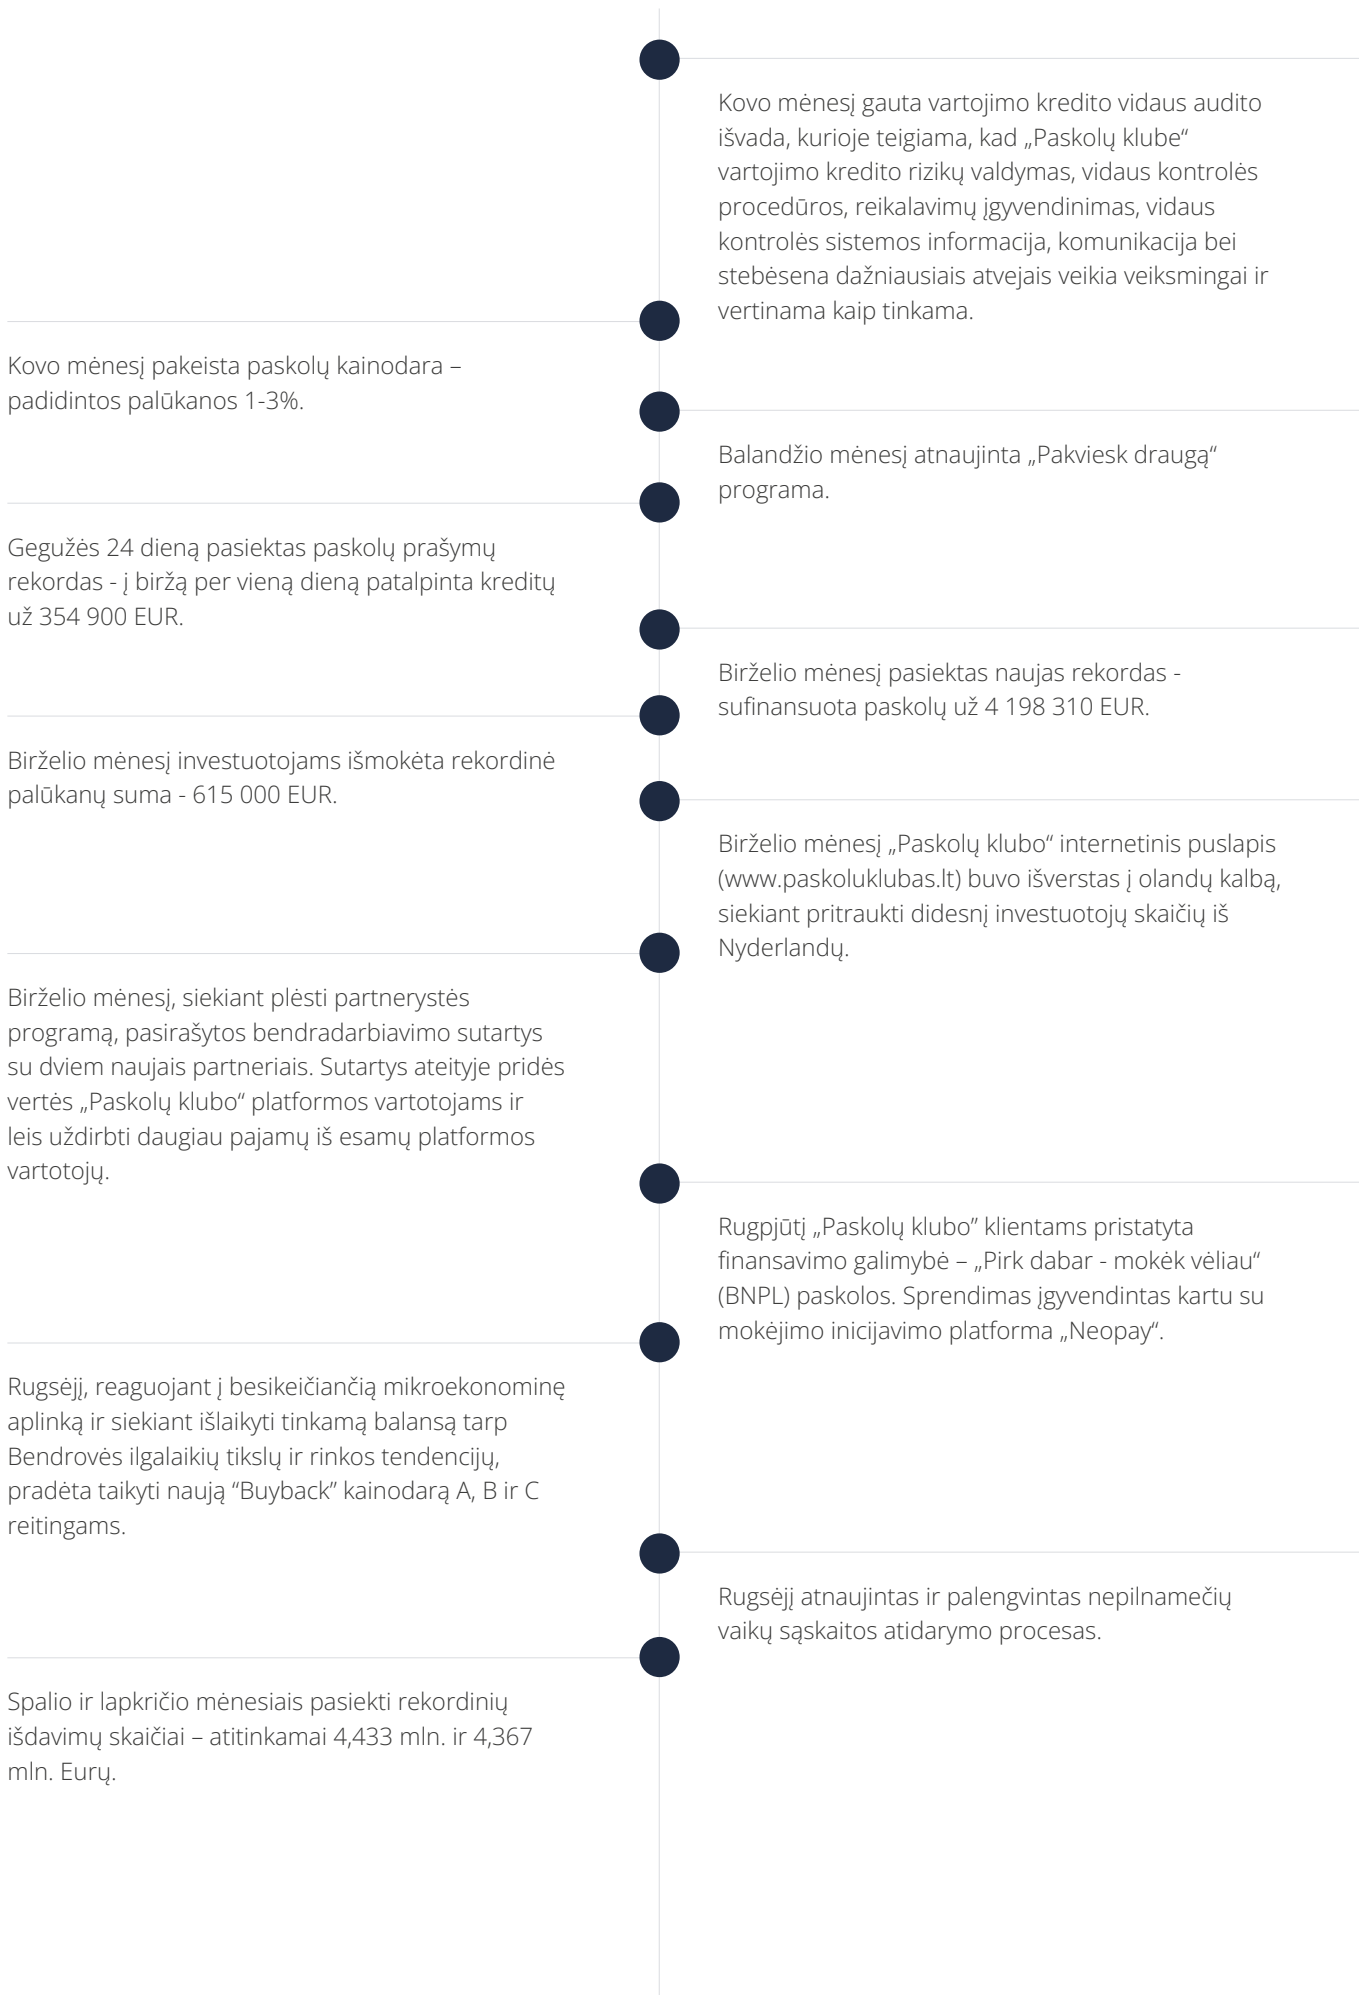 Kovo mėnesį gauta vartojimo kredito vidaus audito
išvada, kurioje teigiama, kad „Paskolų klube“
vartojimo kredito rizikų valdymas, vidaus kontrolės
procedūros, reikalavimų įgyvendinimas, vidaus
kontrolės sistemos informacija, komunikacija bei
stebėsena dažniausiais atvejais veikia veiksmingai ir
vertinama kaip tinkama.
Kovo mėnesį pakeista paskolų kainodara –
padidintos palūkanos 1-3%.
Balandžio mėnesį atnaujinta „Pakviesk draugą“
programa.
Gegužės 24 dieną pasiektas paskolų prašymų
rekordas - į biržą per vieną dieną patalpinta kreditų
už 354 900 EUR.
Birželio mėnesį pasiektas naujas rekordas -
sufinansuota paskolų už 4 198 310 EUR.
Birželio mėnesį investuotojams išmokėta rekordinė
palūkanų suma - 615 000 EUR.
Birželio mėnesį „Paskolų klubo“ internetinis puslapis
(www.paskoluklubas.lt) buvo išverstas į olandų kalbą,
siekiant pritraukti didesnį investuotojų skaičių iš
Nyderlandų.
Birželio mėnesį, siekiant plėsti partnerystės
programą, pasirašytos bendradarbiavimo sutartys
su dviem naujais partneriais. Sutartys ateityje pridės
vertės „Paskolų klubo“ platformos vartotojams ir
leis uždirbti daugiau pajamų iš esamų platformos
vartotojų.
Rugpjūtį „Paskolų klubo” klientams pristatyta
finansavimo galimybė – „Pirk dabar - mokėk vėliau“
(BNPL) paskolos. Sprendimas įgyvendintas kartu su
mokėjimo inicijavimo platforma „Neopay“.
Rugsėjį, reaguojant į besikeičiančią mikroekonominę
aplinką ir siekiant išlaikyti tinkamą balansą tarp
Bendrovės ilgalaikių tikslų ir rinkos tendencijų,
pradėta taikyti naują “Buyback” kainodarą A, B ir C
reitingams.
Rugsėjį atnaujintas ir palengvintas nepilnamečių
vaikų sąskaitos atidarymo procesas.
Spalio ir lapkričio mėnesiais pasiekti rekordinių
išdavimų skaičiai – atitinkamai 4,433 mln. ir 4,367
mln. Eurų.